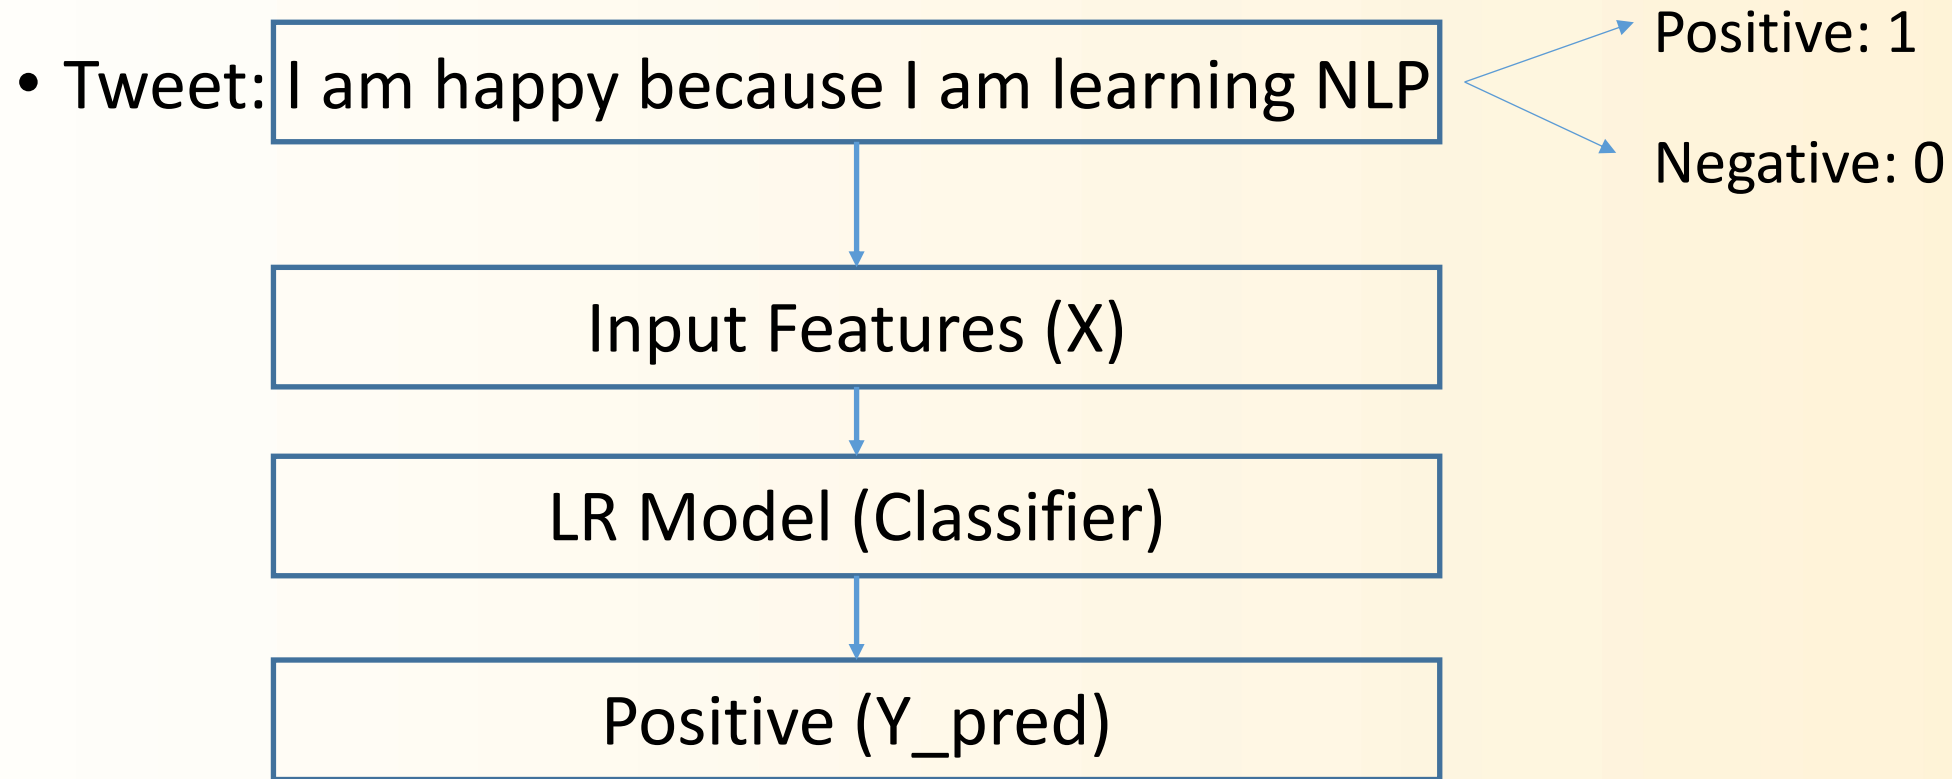 Positive: 1
• Tweet: I am happy because I am learning NLP
Negative: 0
Input Features (X)
LR Model (Classifier)
Positive (Y_pred)